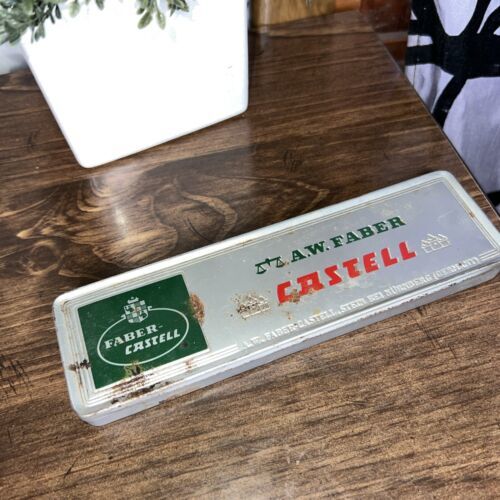 FABER-
CASTELL
A.W. FABER
CASTELL
A.W. FABER-CASTELL, STEIN BEI NÜRNBERG